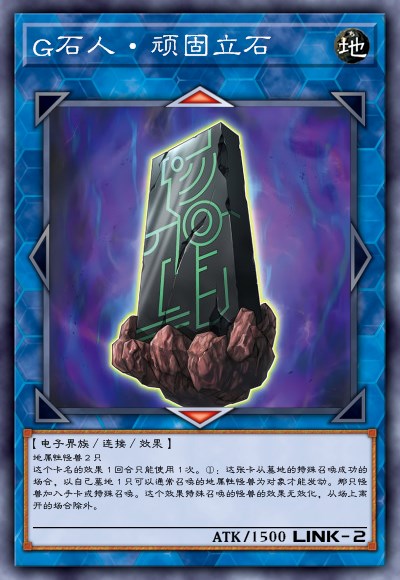 G石人・顽固立石
地
【电子界族／连接／效果】
地属性怪兽２只
这个卡名的效果１回合只能使用１次。①：这张卡从墓地的特殊召唤成功的
场合，以自己墓地１只可以通常召唤的地属性怪兽为对象才能发动。那只怪
兽加入手卡或特殊召唤。这个效果特殊召唤的怪兽的效果无效化，从场上离
开的场合除外。
ATK/1500 LINK-2